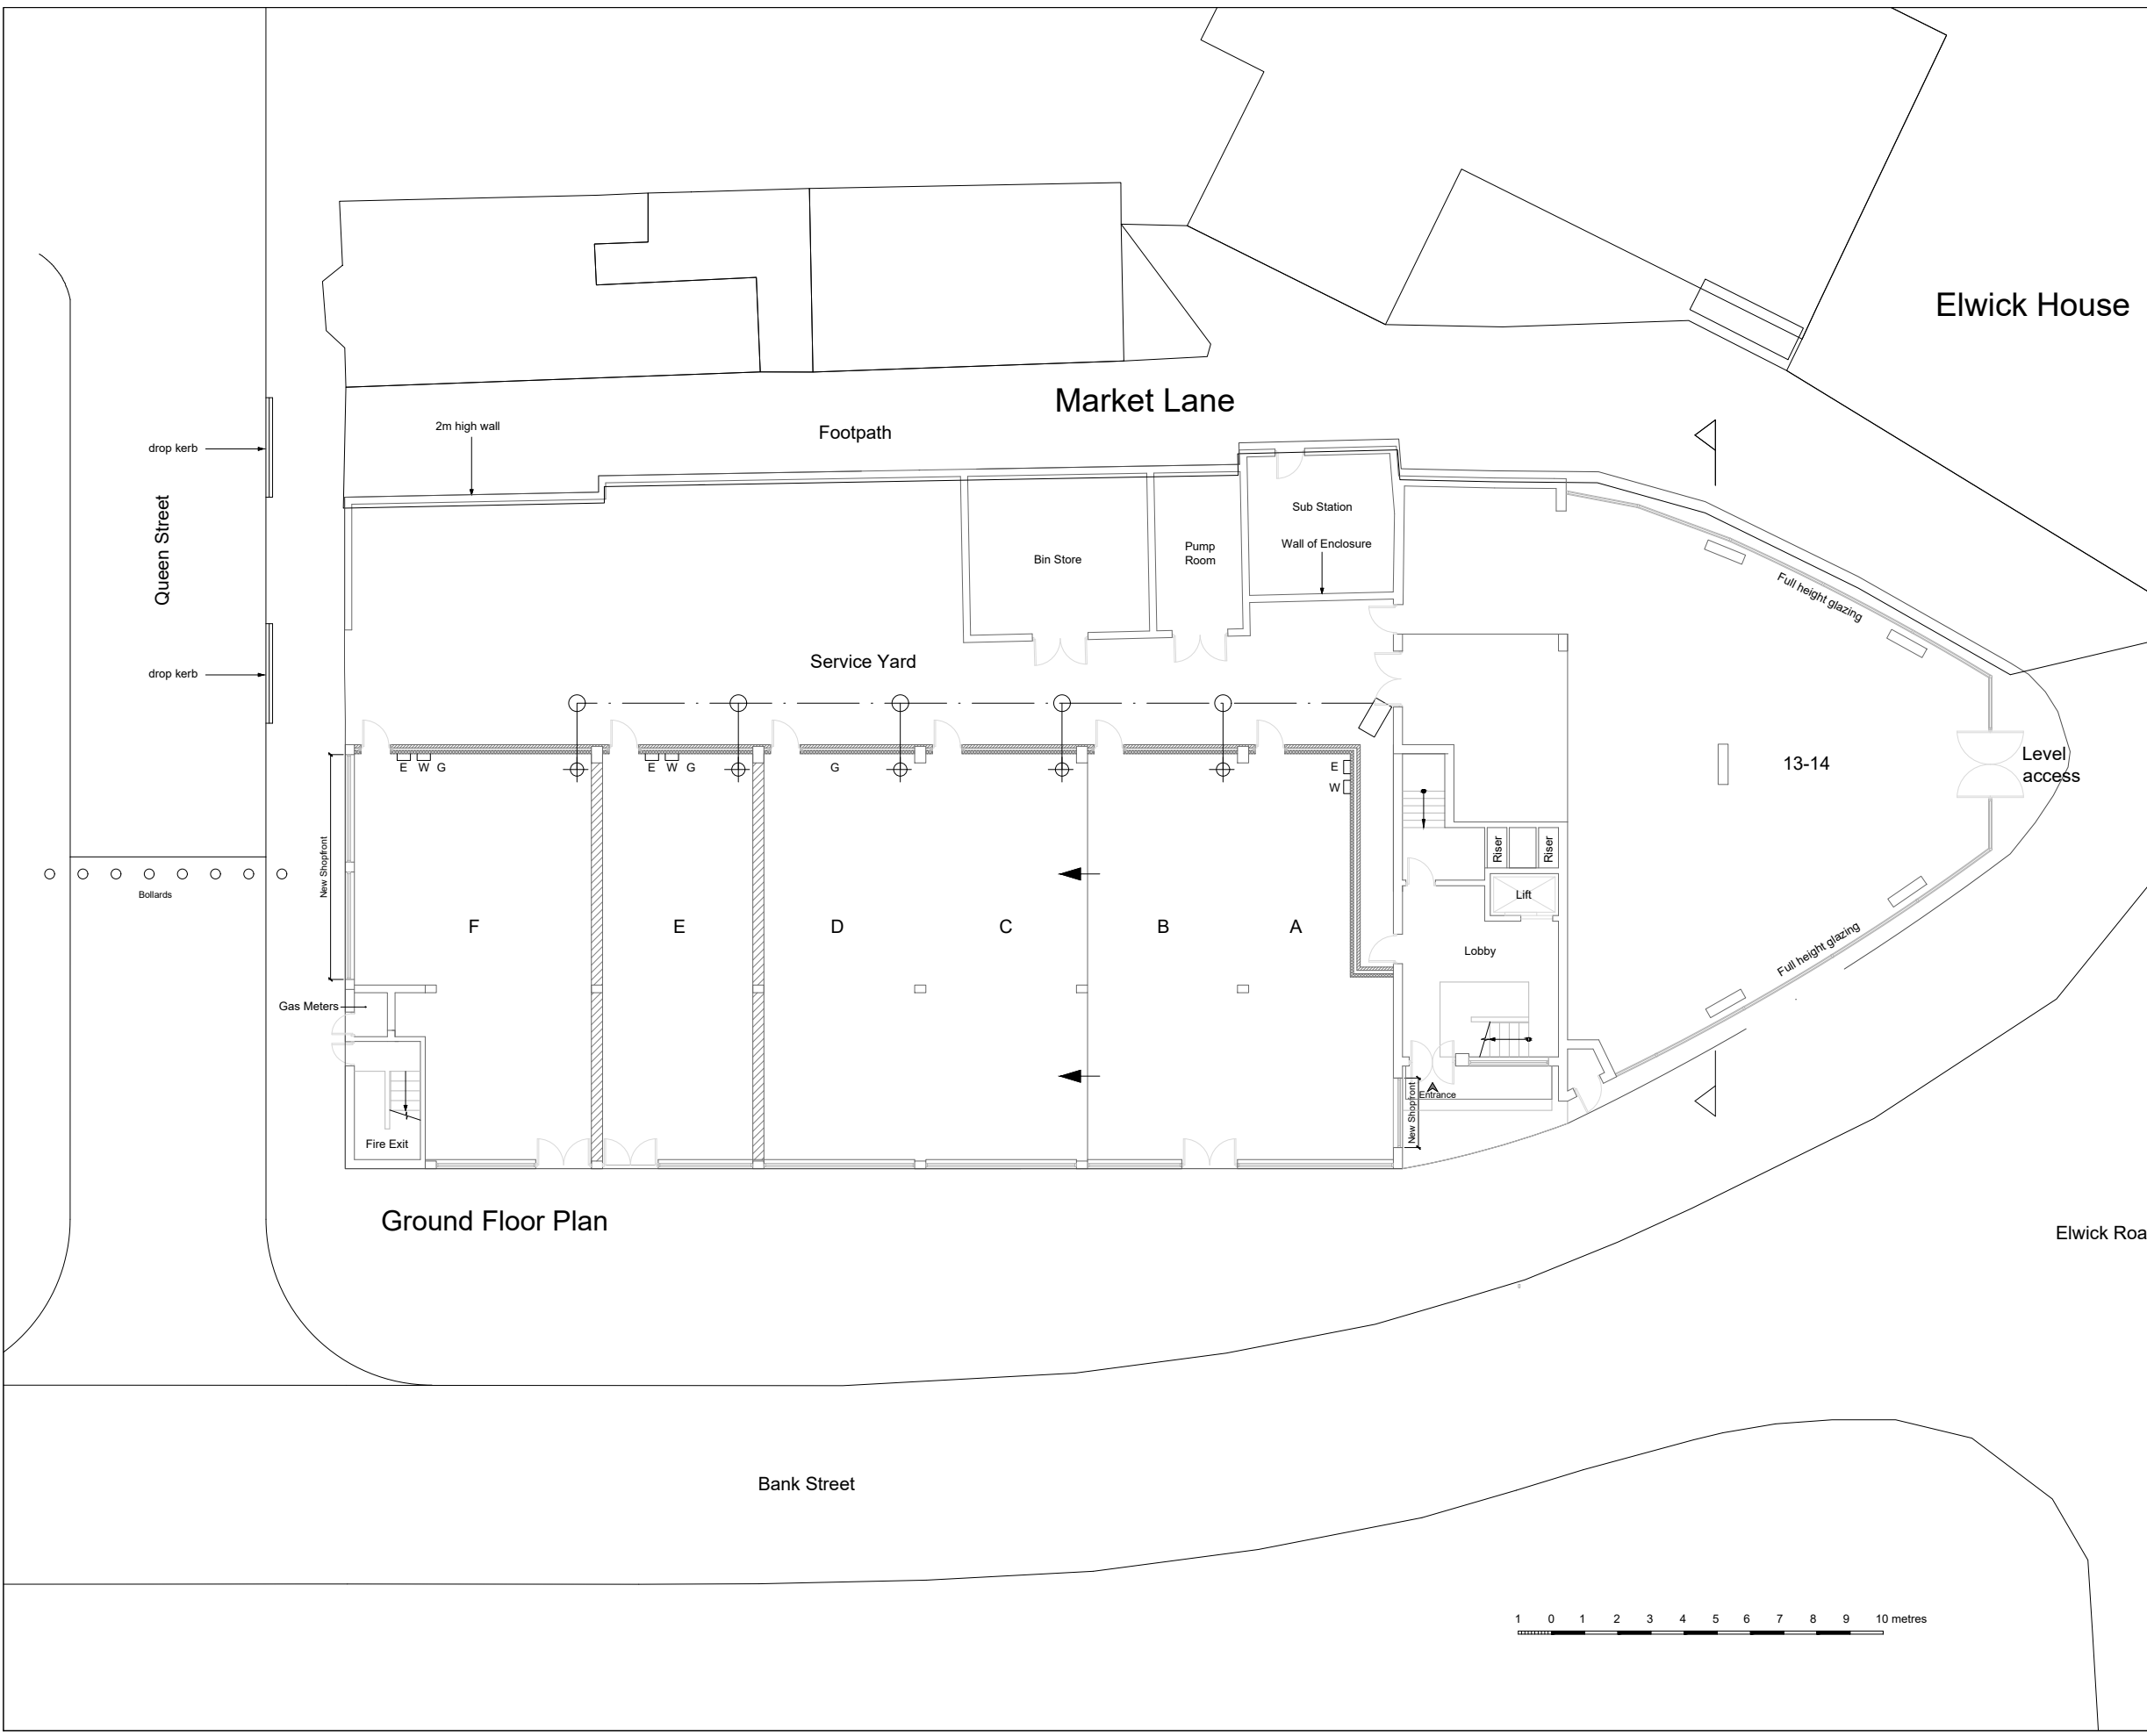 Elwick House
Market Lane
2m high wall
Footpath
drop kerb
Queen Street
Sub Station
Wall of Enclosure
Pump
Room
Bin Store
Full height glazing
Service Yard
drop kerb
E W G
E W G
G
E
W
13-14
Level
access
New Shopfront
Riser
Riser
Bollards
Lift
F
E
D
C
B
A
Lobby
Full height glazing
Gas Meters
New Shopfront
Entrance
Fire Exit
Ground Floor Plan
Elwick Roa
Bank Street
1 0 1 2 3 4 5 6 7 8 9 10 metres